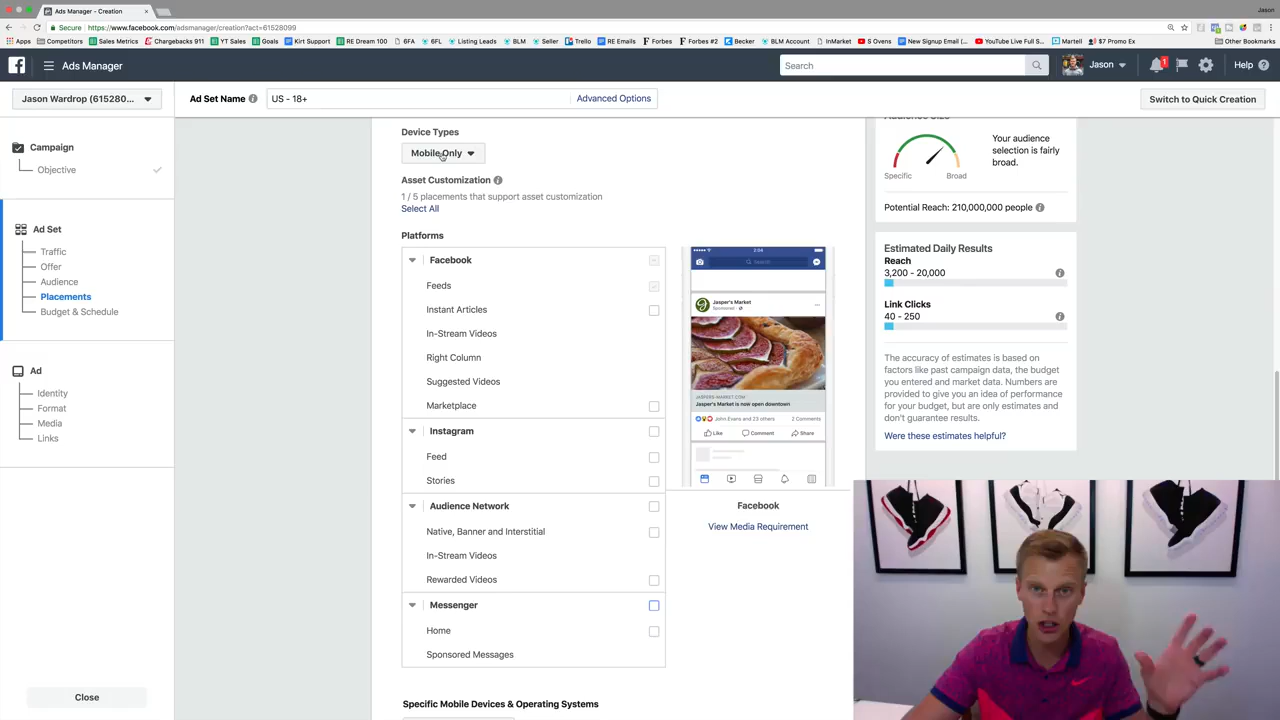 Ads Manager - Creation
Jason
Secure
https://www.facebook.com/adsmanager/creation?act=61528099
Apps
Competitors
Sales Metrics
Chargebacks 911
YT Sales
Goals
Kirt Support
RE Dream 100
6FA
6FL
Listing Leads
BLM
Seller
Trello
RE Emails
Forbes
Forbes #2
Becker
BLM Account
InMarket
S Ovens
New Signup Email (...
YouTube Live Full S...
Martell
$7 Promo Ex
Other Bookmarks
Ads Manager
Search
Jason
1
Help
Jason Wardrop (615280...
Ad Set Name
US - 18+
Advanced Options
Switch to Quick Creation
Campaign
Objective
Ad Set
Traffic
Offer
Audience
Placements
Budget & Schedule
Ad
Identity
Format
Media
Links
Close
Device Types
Mobile Only
Asset Customization
1 / 5 placements that support asset customization
Select All
Platforms
Facebook
Feeds
Instant Articles
In-Stream Videos
Right Column
Suggested Videos
Marketplace
Instagram
Feed
Stories
Audience Network
Native, Banner and Interstitial
In-Stream Videos
Rewarded Videos
Messenger
Home
Sponsored Messages
Specific Mobile Devices & Operating Systems
2:04
Search
Jasper's Market
Sponsored
JASPERS-MARKET.COM
Jasper's Market is now open downtown
John Evans and 23 others
2 Comments
Like
Comment
Share
Facebook
View Media Requirement
Audience Size
Specific
Broad
Your audience
selection is fairly
broad.
Potential Reach: 210,000,000 people
Estimated Daily Results
Reach
3,200 - 20,000
Link Clicks
40 - 250
The accuracy of estimates is based on
factors like past campaign data, the budget
you entered and market data. Numbers are
provided to give you an idea of performance
for your budget, but are only estimates and
don't guarantee results.
Were these estimates helpful?